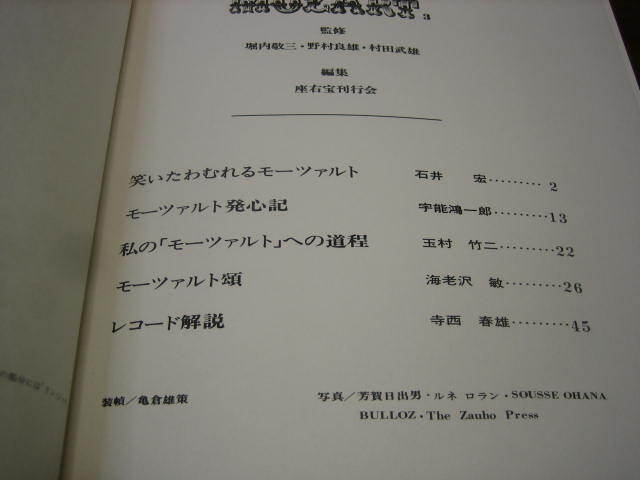 MOZART 3
監修
堀内敬三・野村良雄・村田武雄
編集
座右宝刊行会
笑いたわむれるモーツァルト 石井 宏……… 2
モーツァルト発心記 宇能鴻一郎………13
私の「モーツァルト」への道程 玉村 竹二………22
モーツァルト頌 海老沢 敏………26
レコード解説 寺西 春雄………45
装幀/亀倉雄策
写真/芳賀日出男・ルネ ロラン・SOUSSE OHANA
BULLOZ・The Zauho Press